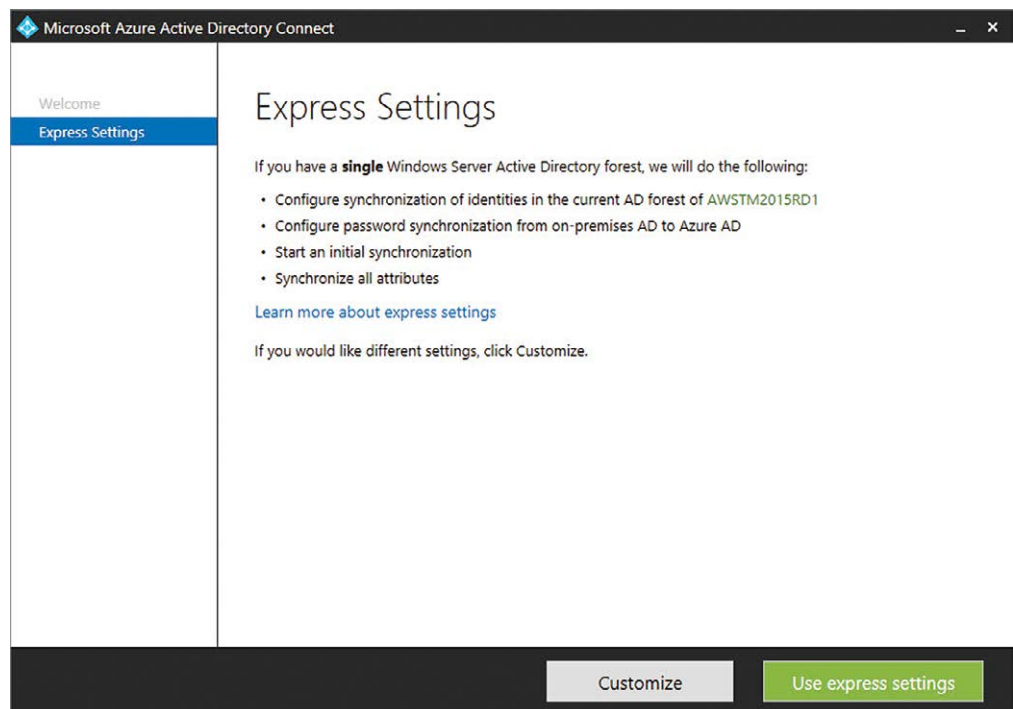 Microsoft Azure Active Directory Connect
Welcome
Express Settings
Express Settings
If you have a single Windows Server Active Directory forest, we will do the following:
• Configure synchronization of identities in the current AD forest of AWSTM2015RD1
• Configure password synchronization from on-premises AD to Azure AD
• Start an initial synchronization
• Synchronize all attributes
Learn more about express settings
If you would like different settings, click Customize.
Customize
Use express settings